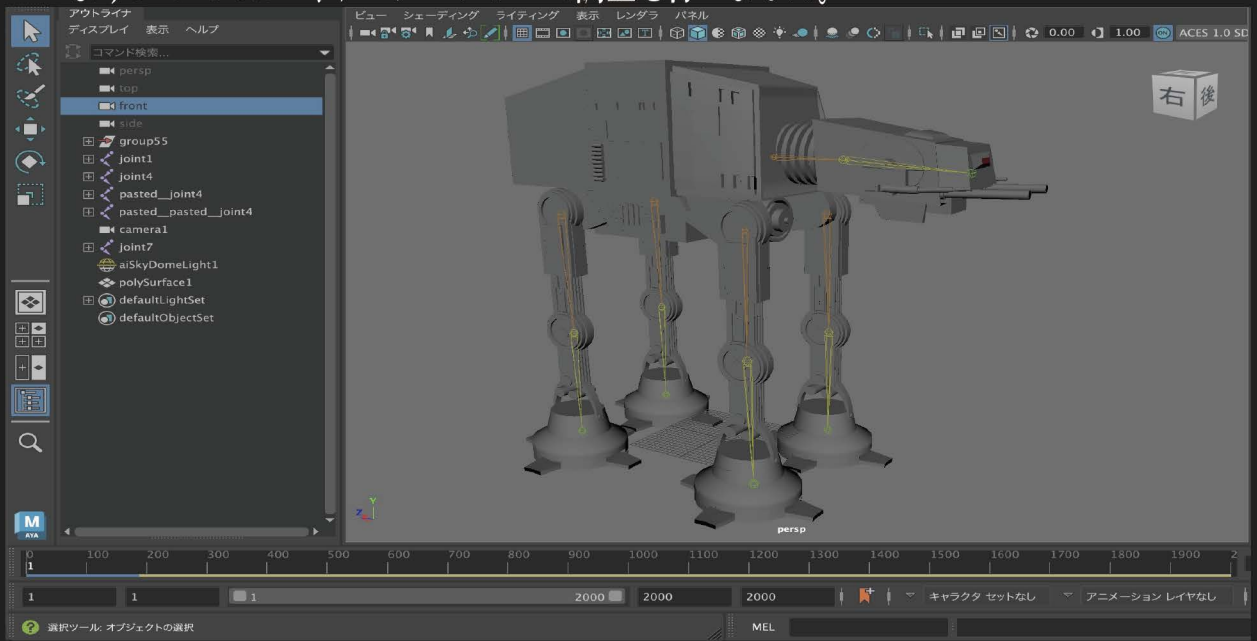 アウトライナ
ディスプレイ 表示 ヘルプ
コマンド検索...
persp
top
front
side
group55
joint1
joint4
pasted__joint4
pasted__pasted__joint4
camera1
joint7
aiSkyDomeLight1
polySurface1
defaultLightSet
defaultObjectSet
ビュー シェーディング ライティング 表示 レンダラ パネル
0.00 1.00 ON ACES 1.0 SD
右 後
Y
Z
persp
M
AYA
0 100 200 300 400 500 600 700 800 900 1000 1100 1200 1300 1400 1500 1600 1700 1800 1900 2
1
1 1 1 2000 2000 2000 キャラクタ セットなし アニメーション レイヤなし
選択ツール: オブジェクトの選択 MEL